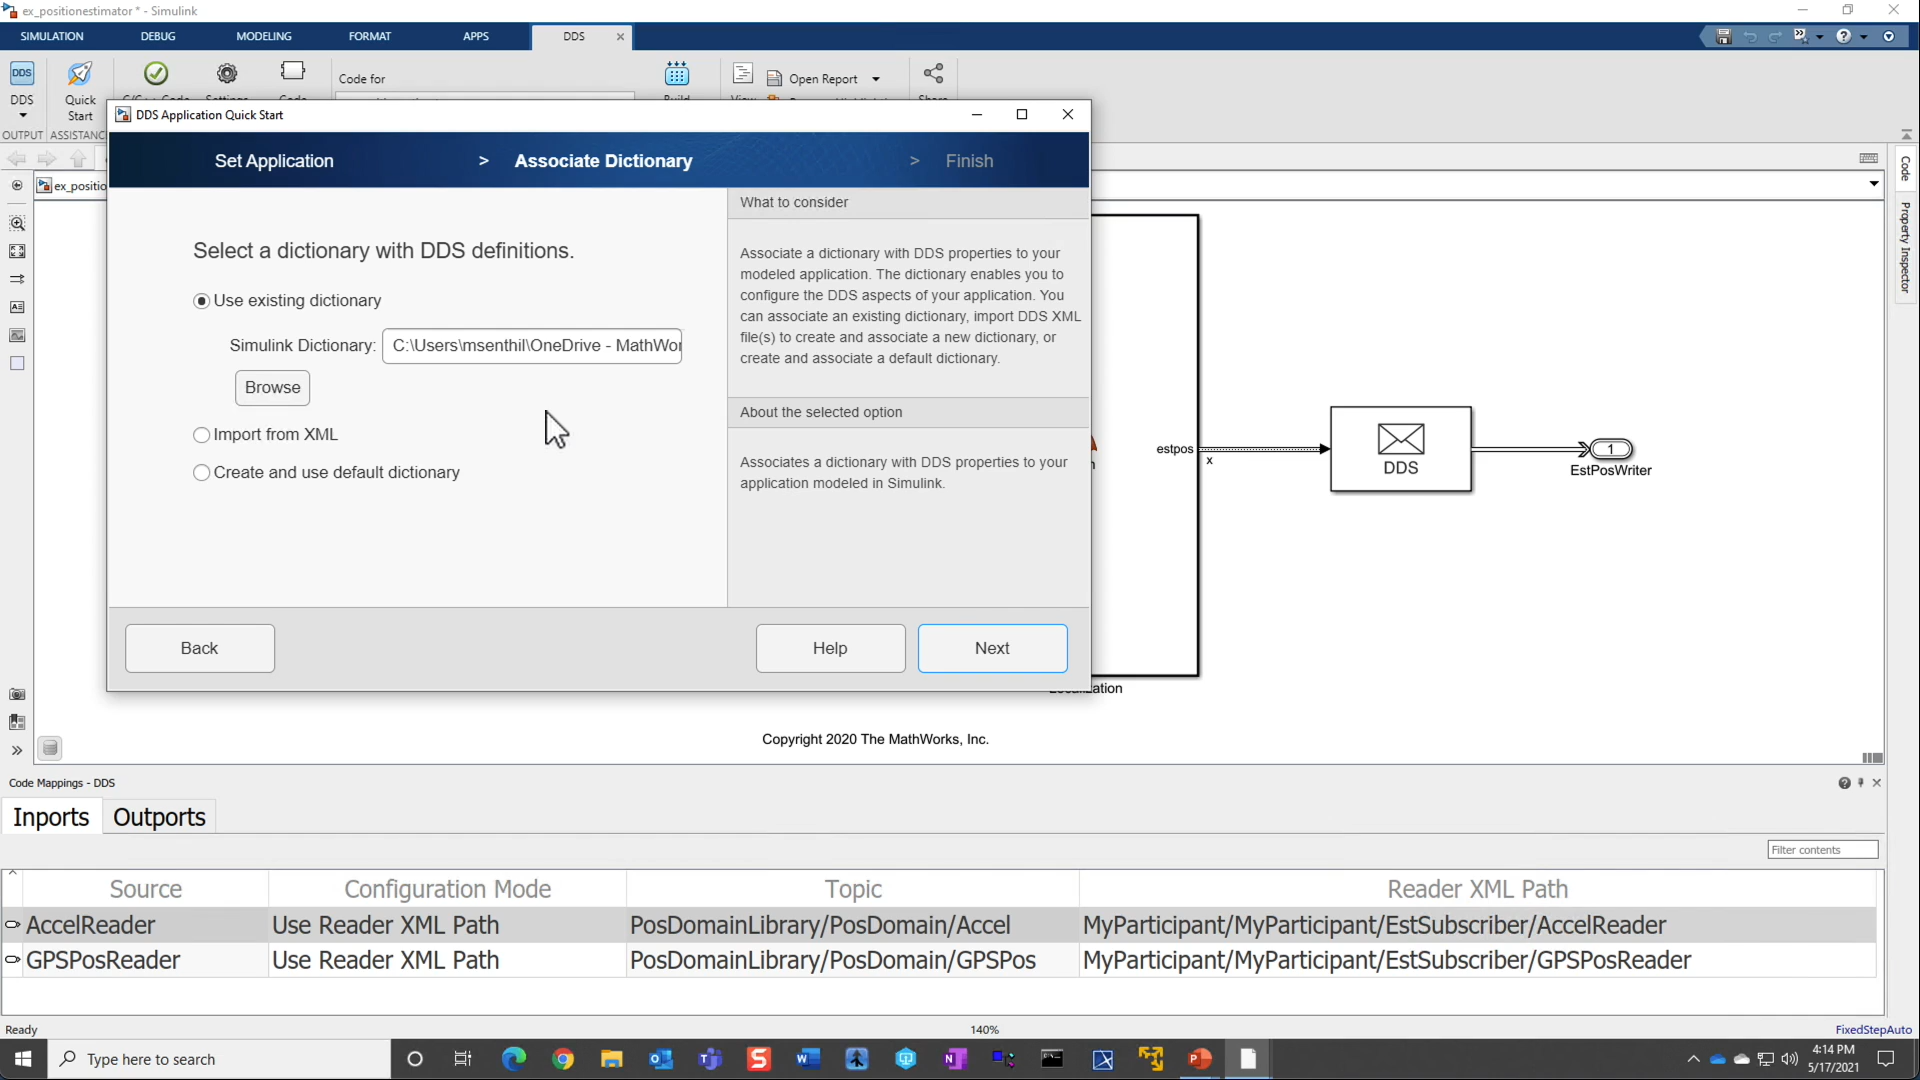 ex_positionestimator * - Simulink
SIMULATION
DEBUG
MODELING
FORMAT
APPS
DDS
DDS
DDS
Quick
Start
Code for
Open Report
OUTPUT
ASSISTANC
DDS Application Quick Start
Set Application
>
Associate Dictionary
>
Finish
ex_positio
Select a dictionary with DDS definitions.
Use existing dictionary
Simulink Dictionary:
C:\Users\msenthil\OneDrive - MathWor
Browse
Import from XML
Create and use default dictionary
What to consider
Associate a dictionary with DDS properties to your
modeled application. The dictionary enables you to
configure the DDS aspects of your application. You
can associate an existing dictionary, import DDS XML
file(s) to create and associate a new dictionary, or
create and associate a default dictionary.
About the selected option
Associates a dictionary with DDS properties to your
application modeled in Simulink.
Back
Help
Next
estpos
x
DDS
1
EstPosWriter
Code
Property Inspector
Copyright 2020 The MathWorks, Inc.
Code Mappings - DDS
Inports
Outports
Filter contents
Source
Configuration Mode
Topic
Reader XML Path
AccelReader
Use Reader XML Path
PosDomainLibrary/PosDomain/Accel
MyParticipant/MyParticipant/EstSubscriber/AccelReader
GPSPosReader
Use Reader XML Path
PosDomainLibrary/PosDomain/GPSPos
MyParticipant/MyParticipant/EstSubscriber/GPSPosReader
Ready
140%
FixedStepAuto
Type here to search
4:14 PM
5/17/2021